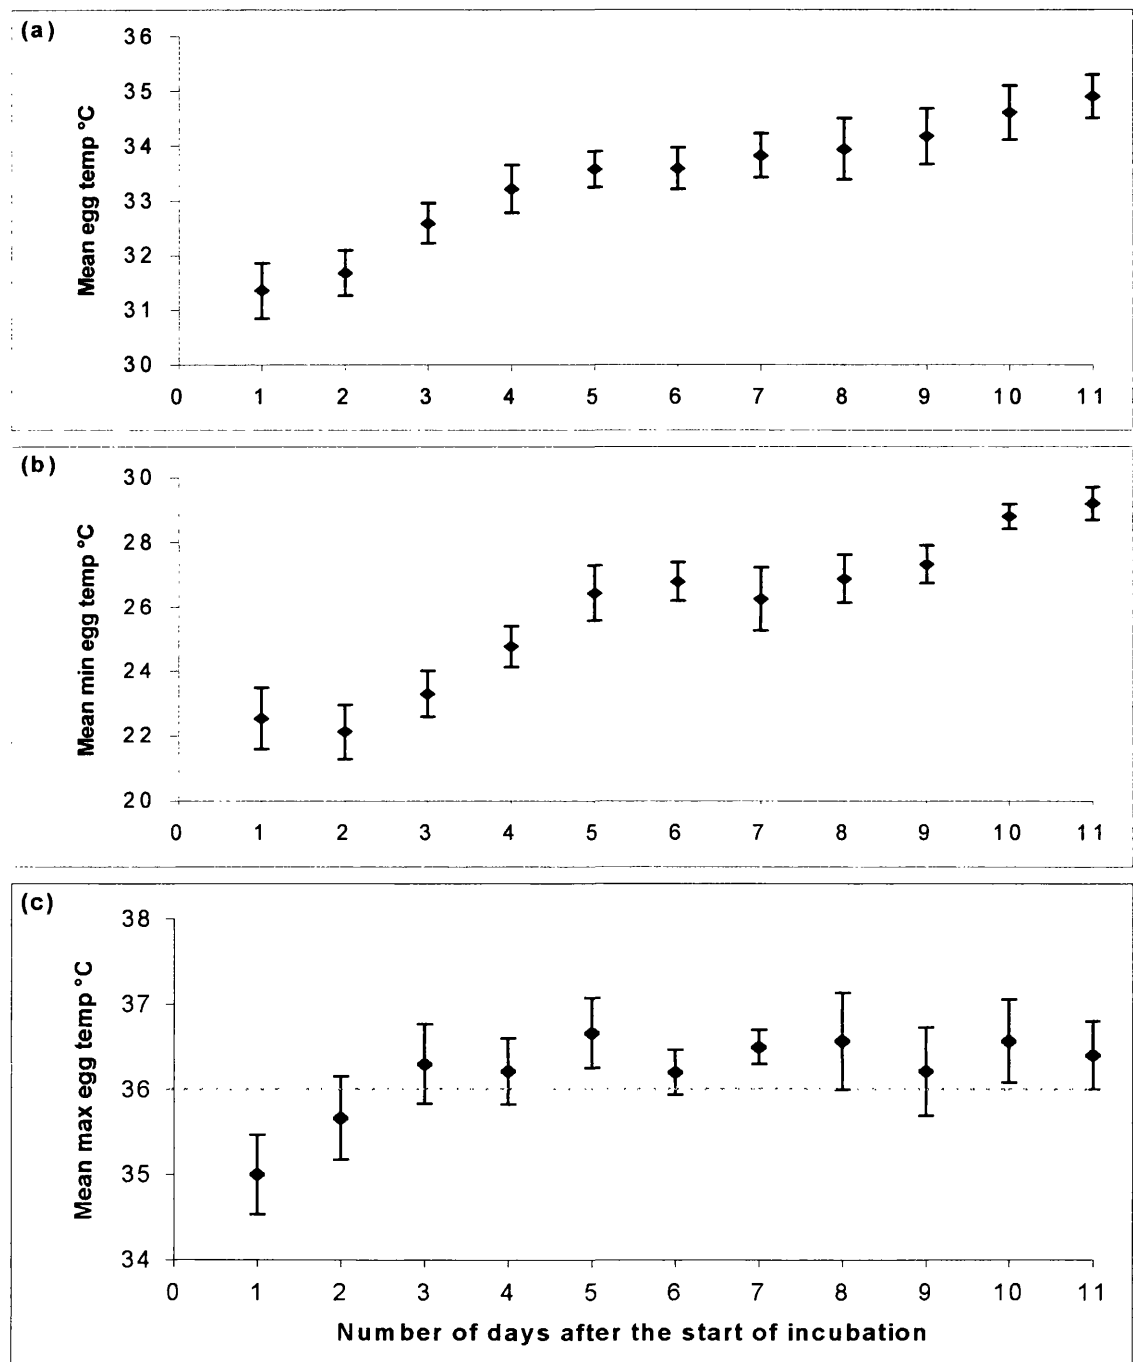 (a)
Mean egg temp °C
36
35
34
33
32
31
30
0 1 2 3 4 5 6 7 8 9 10 11
(b)
Mean min egg temp °C
30
28
26
24
22
20
0 1 2 3 4 5 6 7 8 9 10 11
(c)
Mean max egg temp °C
38
37
36
35
34
0 1 2 3 4 5 6 7 8 9 10 11
Number of days after the start of incubation